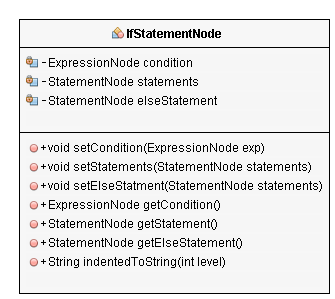 IfStatementNode
- ExpressionNode condition
- StatementNode statements
- StatementNode elseStatement
+ void setCondition(ExpressionNode exp)
+ void setStatements(StatementNode statements)
+ void setElseStatment(StatementNode statements)
+ ExpressionNode getCondition()
+ StatementNode getStatement()
+ StatementNode getElseStatement()
+ String indentedToString(int level)